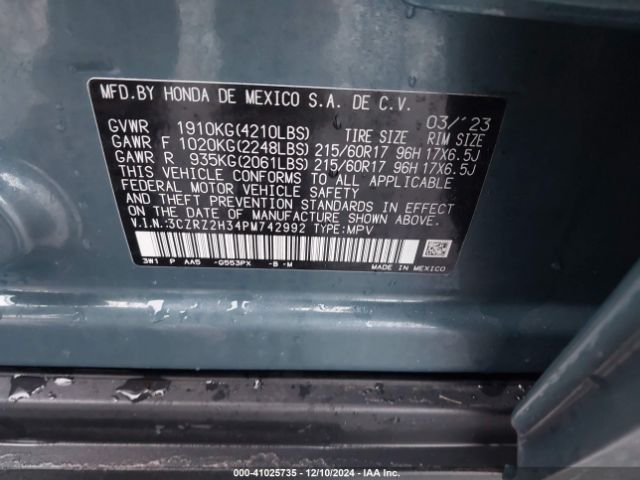 MFD.BY HONDA DE MEXICO S.A. DE C.V.
03/'23
GVWR 1910KG(4210LBS) TIRE SIZE RIM SIZE
GAWR F 1020KG(2248LBS) 215/60R17 96H 17X6.5J
GAWR R 935KG(2061LBS) 215/60R17 96H 17X6.5J
THIS VEHICLE CONFORMS TO ALL APPLICABLE
FEDERAL MOTOR VEHICLE SAFETY
AND THEFT PREVENTION STANDARDS IN EFFECT
ON THE DATE OF MANUFACTURE SHOWN ABOVE.
V.I.N.:3CZRZ2H34PM742992 TYPE:MPV
3W1 P AA5 -G553PX -B -M MADE IN MEXICO
000-41025735 - 12/10/2024 - IAA Inc.